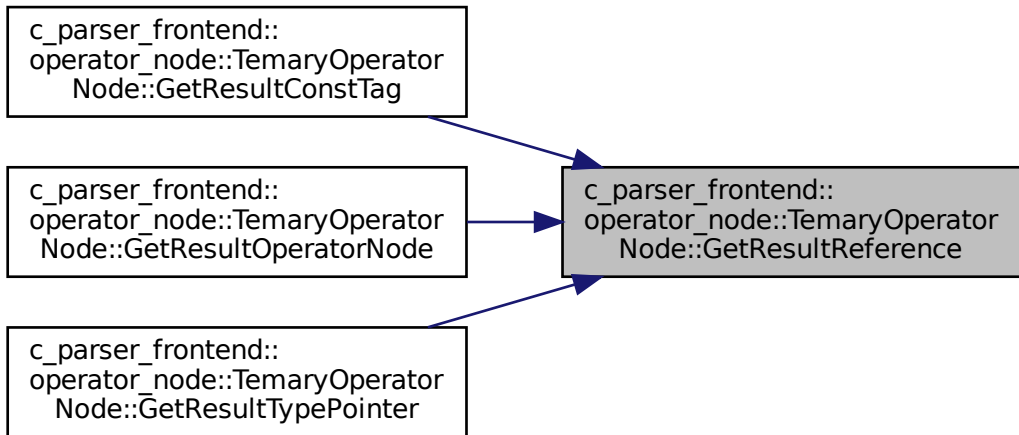 c_parser_frontend::
operator_node::TemaryOperator
Node::GetResultConstTag
c_parser_frontend::
operator_node::TemaryOperator
Node::GetResultOperatorNode
c_parser_frontend::
operator_node::TemaryOperator
Node::GetResultTypePointer
c_parser_frontend::
operator_node::TemaryOperator
Node::GetResultReference